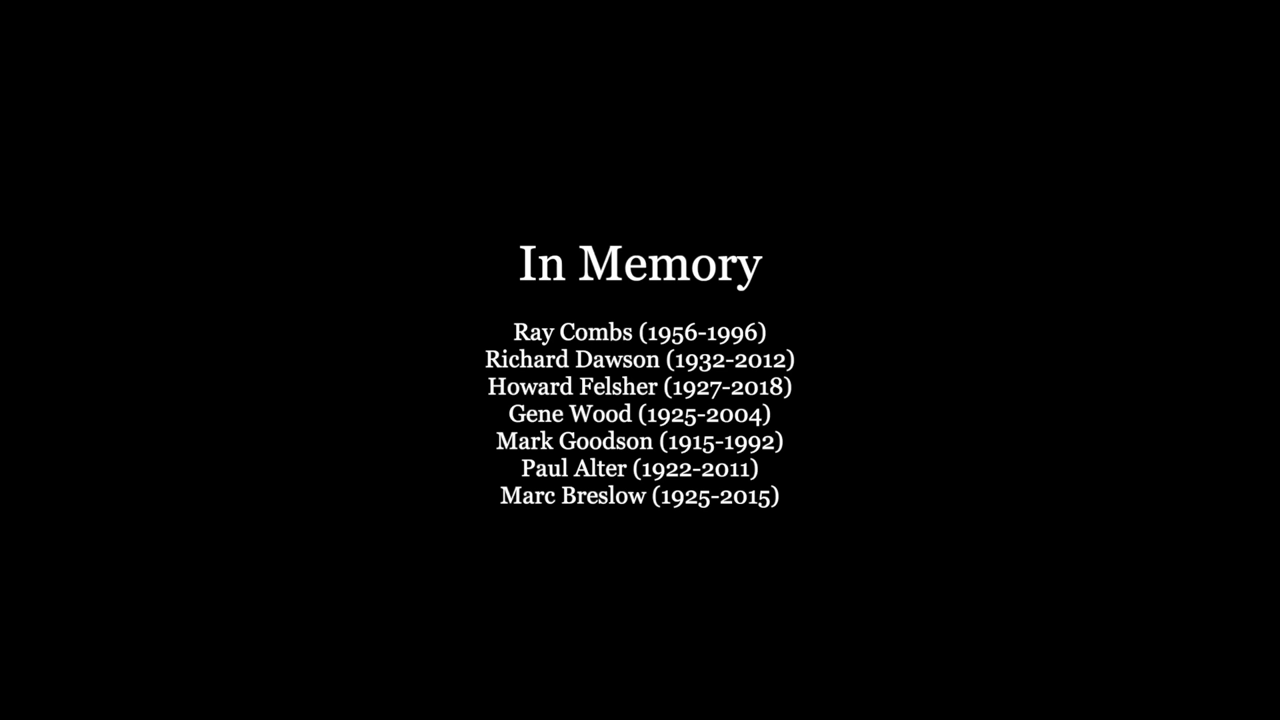 In Memory
Ray Combs (1956-1996)
Richard Dawson (1932-2012)
Howard Felsher (1927-2018)
Gene Wood (1925-2004)
Mark Goodson (1915-1992)
Paul Alter (1922-2011)
Marc Breslow (1925-2015)